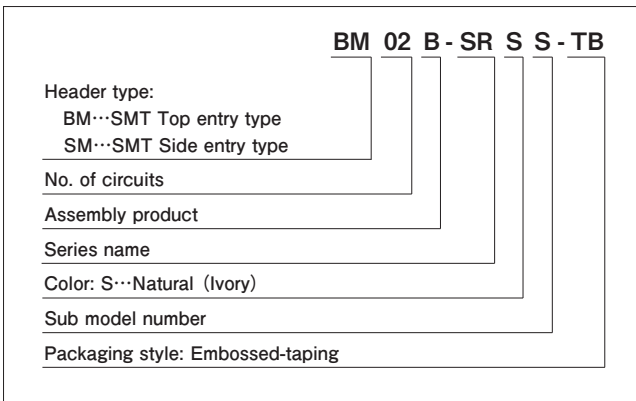 BM 02 B - SR S S - TB
Header type:
BM…SMT Top entry type
SM…SMT Side entry type
No. of circuits
Assembly product
Series name
Color: S…Natural (Ivory)
Sub model number
Packaging style: Embossed-taping